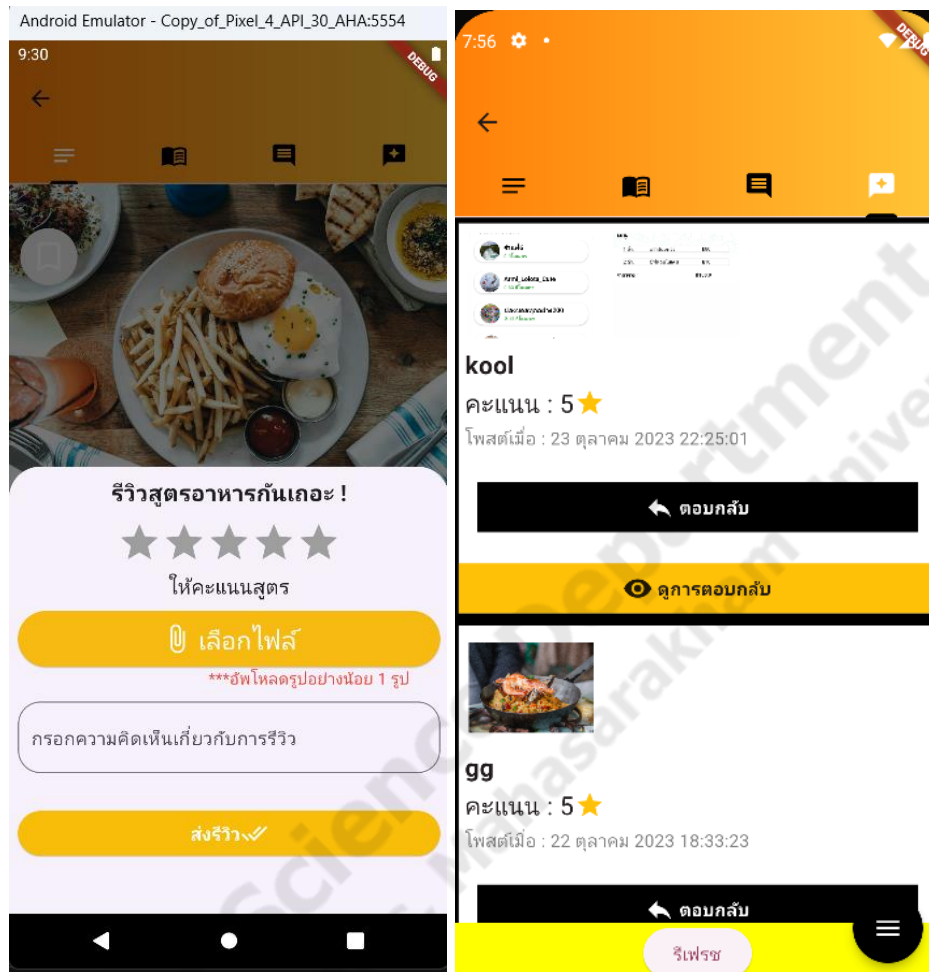 Android Emulator - Copy_of_Pixel_4_API_30_AHA:5554
9:30
DEBUG
รีวิวสูตรอาหารกันเถอะ !
ให้คะแนนสูตร
เลือกไฟล์
***อัพโหลดรูปอย่างน้อย 1 รูป
กรอกความคิดเห็นเกี่ยวกับการรีวิว
ส่งรีวิว
7:56
DEBUG
kool
คะแนน : 5
โพสต์เมื่อ : 23 ตุลาคม 2023 22:25:01
ตอบกลับ
ดูการตอบกลับ
gg
คะแนน : 5
โพสต์เมื่อ : 22 ตุลาคม 2023 18:33:23
ตอบกลับ
รีเฟรช